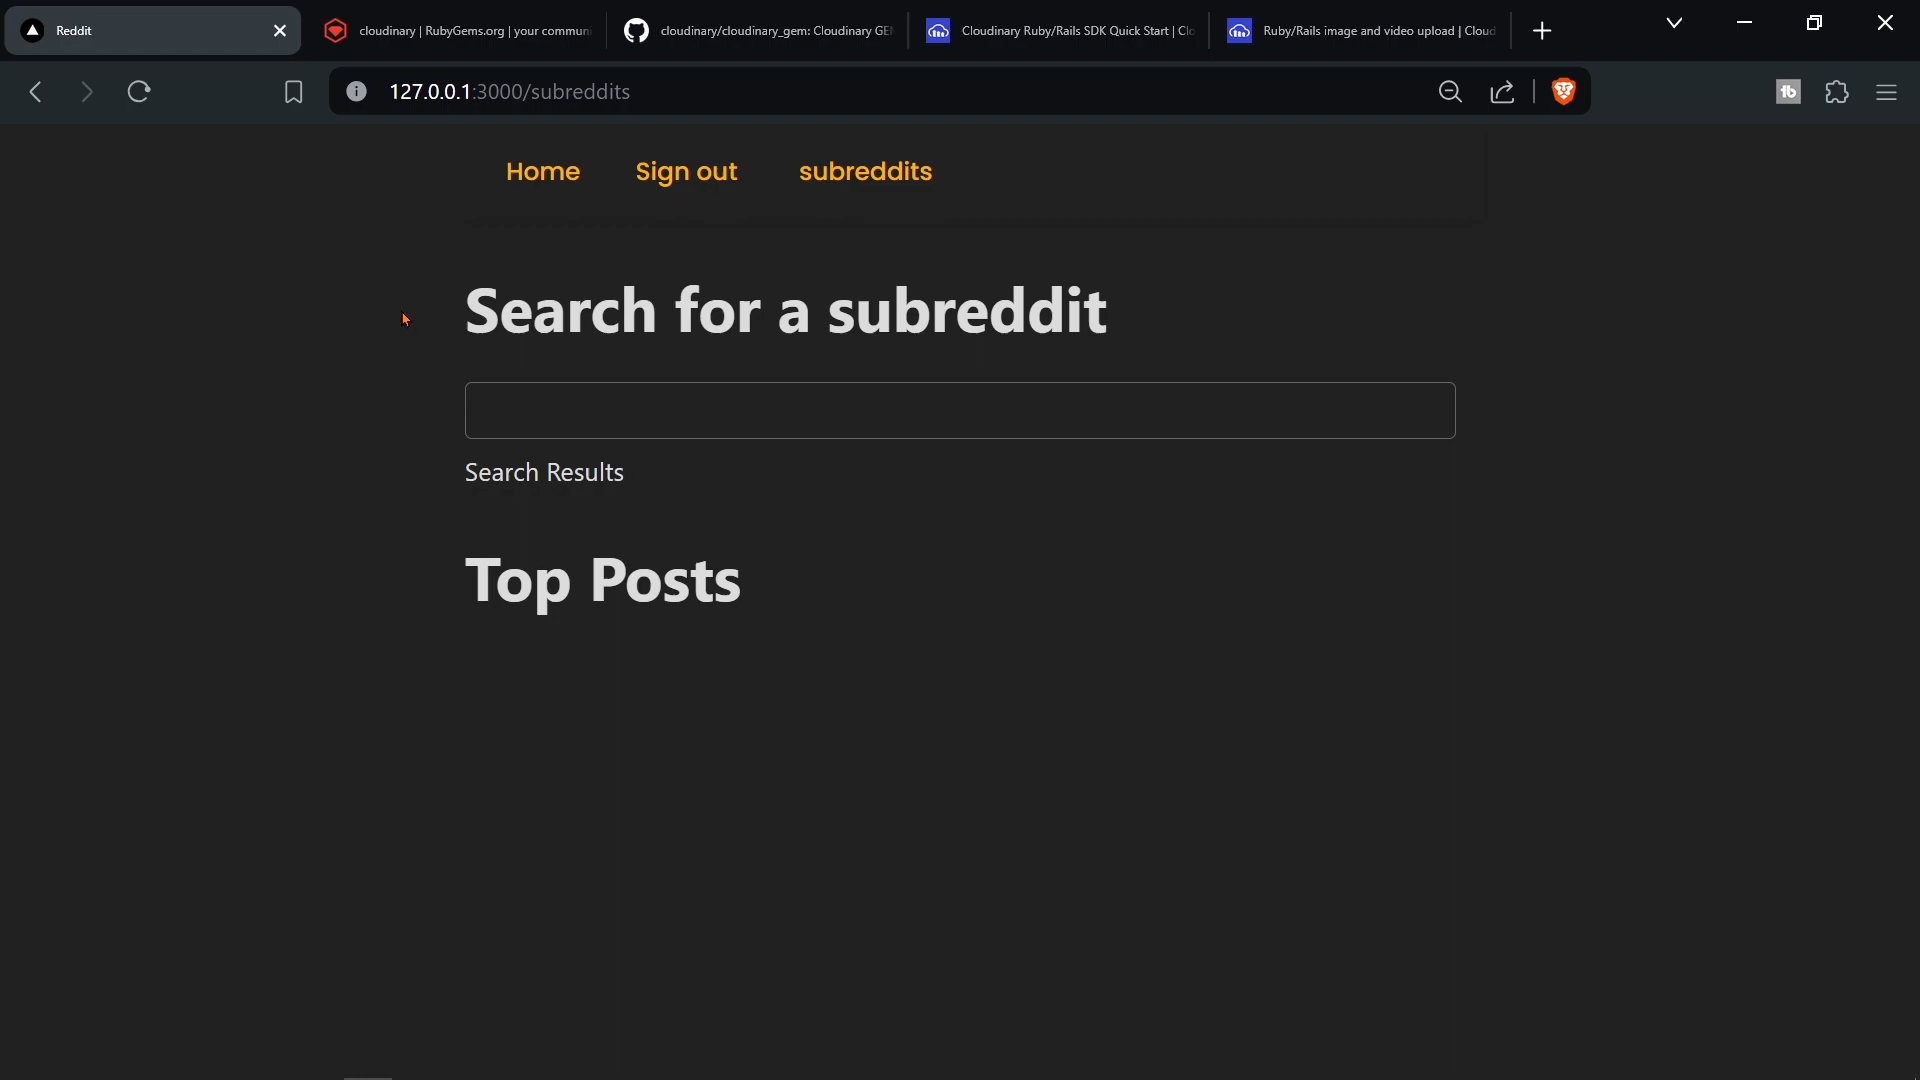 Reddit
cloudinary | RubyGems.org | your commun
cloudinary/cloudinary_gem: Cloudinary GE
Cloudinary Ruby/Rails SDK Quick Start | Clo
Ruby/Rails image and video upload | Cloud
127.0.0.1:3000/subreddits
Home
Sign out
subreddits
Search for a subreddit
Search Results
Top Posts